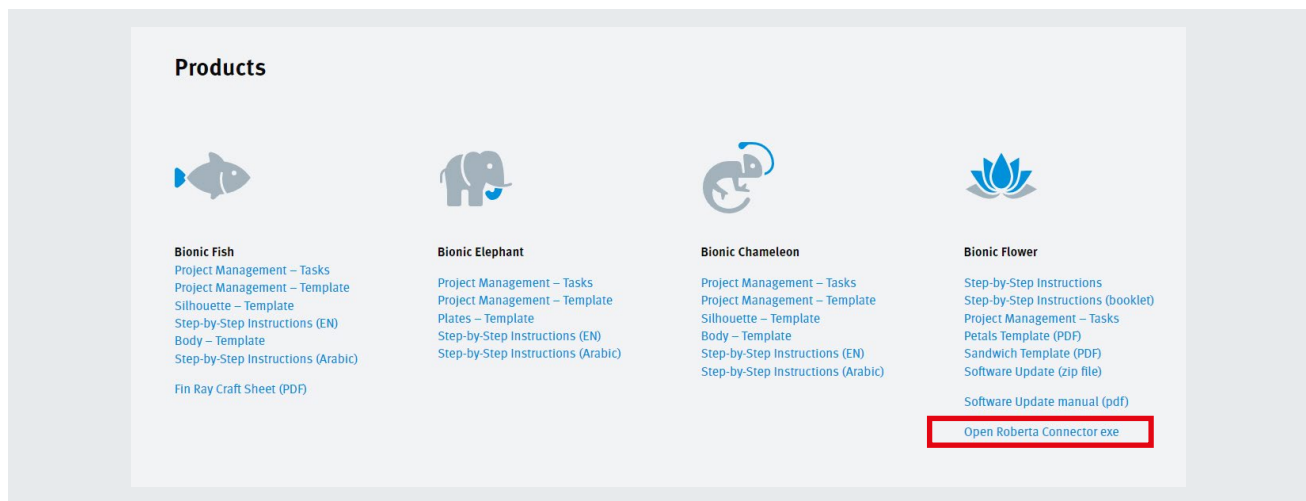 Products
Bionic Fish
Project Management – Tasks
Project Management – Template
Silhouette – Template
Step-by-Step Instructions (EN)
Body – Template
Step-by-Step Instructions (Arabic)
Fin Ray Craft Sheet (PDF)
Bionic Elephant
Project Management – Tasks
Project Management – Template
Plates – Template
Step-by-Step Instructions (EN)
Step-by-Step Instructions (Arabic)
Bionic Chameleon
Project Management – Tasks
Project Management – Template
Silhouette – Template
Body – Template
Step-by-Step Instructions (EN)
Step-by-Step Instructions (Arabic)
Bionic Flower
Step-by-Step Instructions
Step-by-Step Instructions (booklet)
Project Management – Tasks
Petals Template (PDF)
Sandwich Template (PDF)
Software Update (zip file)
Software Update manual (pdf)
Open Roberta Connector exe